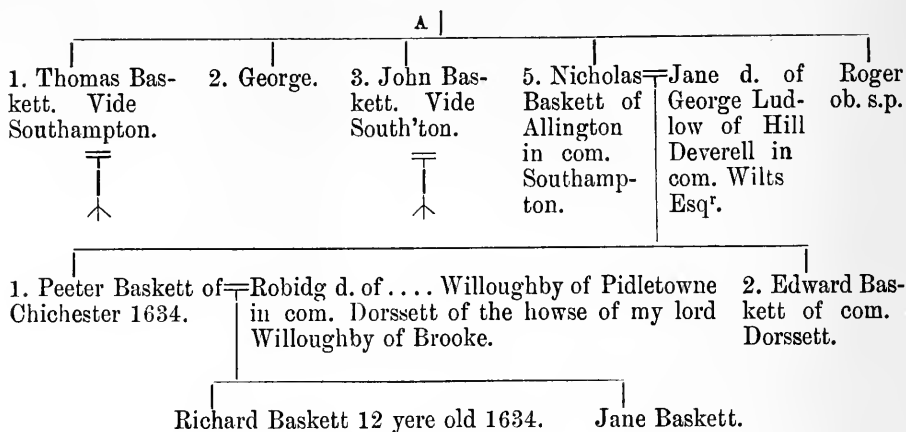 A
1. Thomas Bas-
kett. Vide
Southampton.
2. George.
3. John Bas-
kett. Vide
South'ton.
5. Nicholas
Baskett of
Allington
in com.
Southamp-
ton.
Jane d. of
George Lud-
low of Hill
Deverell in
com. Wilts
Esqʳ.
Roger
ob. s.p.
1. Peeter Baskett of
Chichester 1634.
Robidg d. of .... Willoughby of Pidletowne
in com. Dorssett of the howse of my lord
Willoughby of Brooke.
2. Edward Bas-
kett of com.
Dorssett.
Richard Baskett 12 yere old 1634.
Jane Baskett.